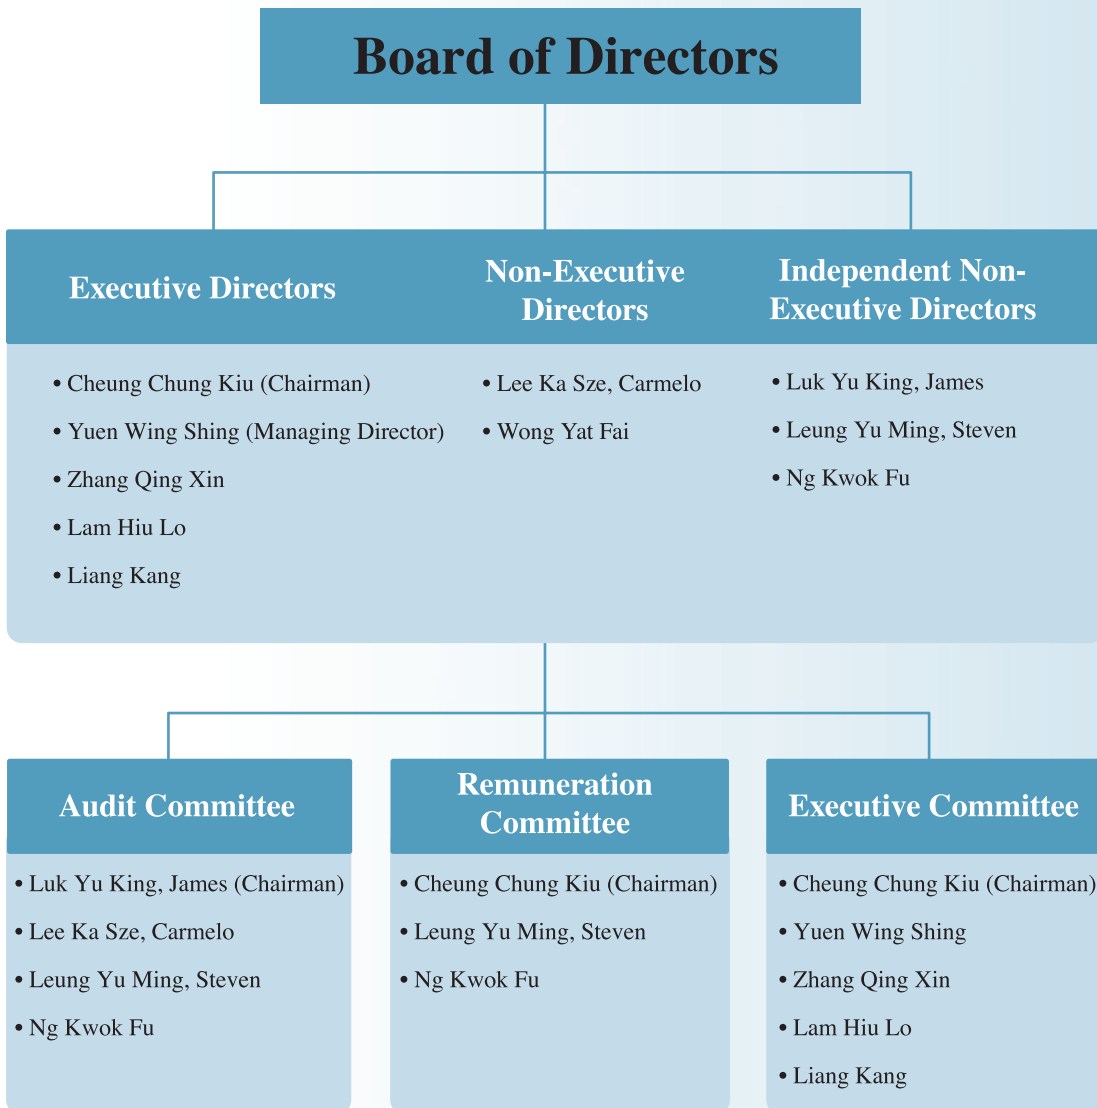 Board of Directors
Executive Directors
• Cheung Chung Kiu (Chairman)
• Yuen Wing Shing (Managing Director)
• Zhang Qing Xin
• Lam Hiu Lo
• Liang Kang
Non-Executive
Directors
• Lee Ka Sze, Carmelo
• Wong Yat Fai
Independent Non-
Executive Directors
• Luk Yu King, James
• Leung Yu Ming, Steven
• Ng Kwok Fu
Audit Committee
• Luk Yu King, James (Chairman)
• Lee Ka Sze, Carmelo
• Leung Yu Ming, Steven
• Ng Kwok Fu
Remuneration
Committee
• Cheung Chung Kiu (Chairman)
• Leung Yu Ming, Steven
• Ng Kwok Fu
Executive Committee
• Cheung Chung Kiu (Chairman)
• Yuen Wing Shing
• Zhang Qing Xin
• Lam Hiu Lo
• Liang Kang